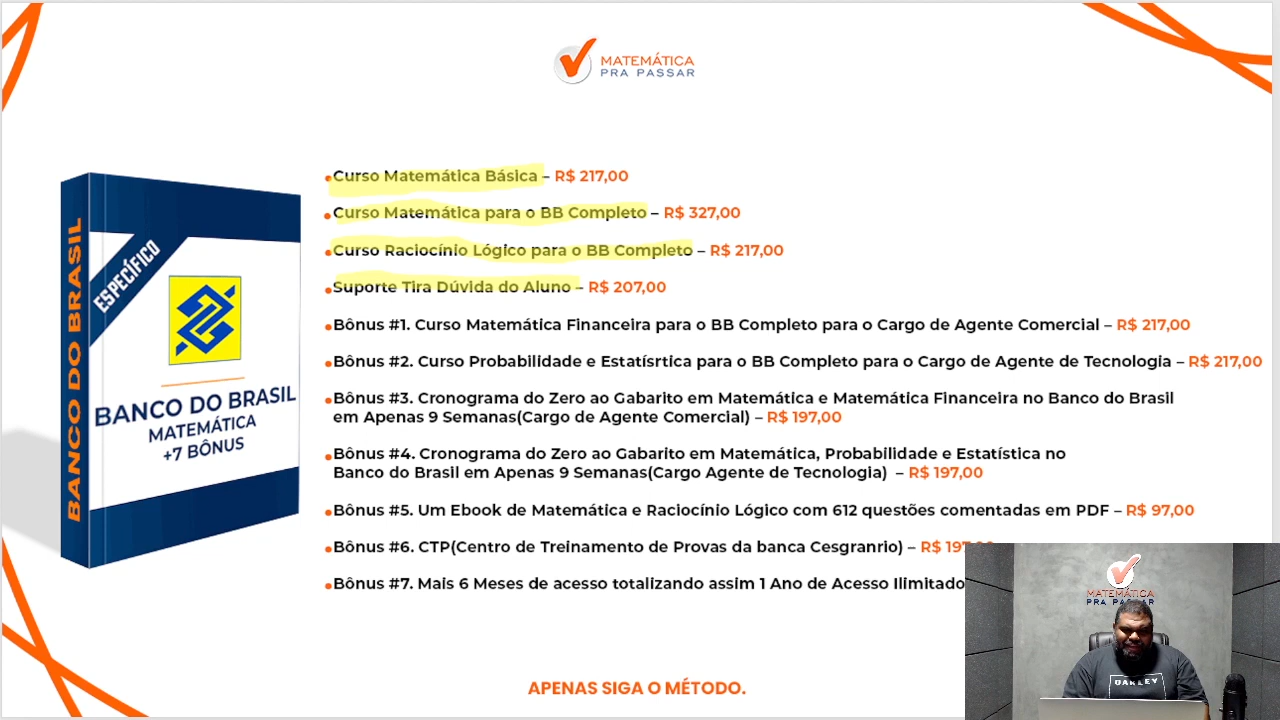 MATEMÁTICA
PRA PASSAR
Curso Matemática Básica – R$ 217,00
Curso Matemática para o BB Completo – R$ 327,00
Curso Raciocínio Lógico para o BB Completo – R$ 217,00
Suporte Tira Dúvida do Aluno – R$ 207,00
Bônus #1. Curso Matemática Financeira para o BB Completo para o Cargo de Agente Comercial – R$ 217,00
Bônus #2. Curso Probabilidade e Estatísrtica para o BB Completo para o Cargo de Agente de Tecnologia – R$ 217,00
Bônus #3. Cronograma do Zero ao Gabarito em Matemática e Matemática Financeira no Banco do Brasil
em Apenas 9 Semanas(Cargo de Agente Comercial) – R$ 197,00
Bônus #4. Cronograma do Zero ao Gabarito em Matemática, Probabilidade e Estatística no
Banco do Brasil em Apenas 9 Semanas(Cargo Agente de Tecnologia) – R$ 197,00
Bônus #5. Um Ebook de Matemática e Raciocínio Lógico com 612 questões comentadas em PDF – R$ 97,00
Bônus #6. CTP(Centro de Treinamento de Provas da banca Cesgranrio) – R$
Bônus #7. Mais 6 Meses de acesso totalizando assim 1 Ano de Acesso Ilimitado
BANCO DO BRASIL
ESPECÍFICO
BANCO DO BRASIL
MATEMÁTICA
+7 BÔNUS
APENAS SIGA O MÉTODO.
MATEMÁTICA
PRA PASSAR
OAKLEY